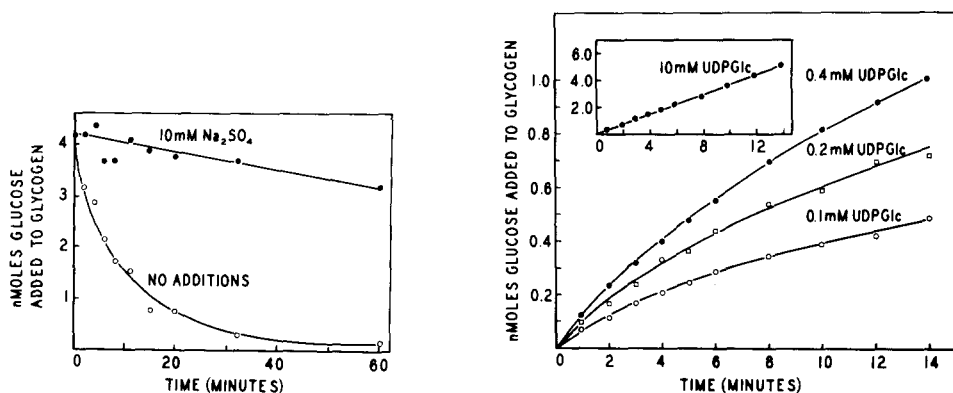 nMOLES GLUCOSE
ADDED TO GLYCOGEN
4
3
2
1
10mM Na₂SO₄
NO ADDITIONS
0
20
40
60
TIME (MINUTES)
nMOLES GLUCOSE ADDED TO GLYCOGEN
1.0
0.8
0.6
0.4
0.2
6.0
4.0
2.0
10mM UDPGlc
0
4
8
12
0.4mM UDPGlc
0.2mM UDPGlc
0.1mM UDPGlc
0
2
4
6
8
10
12
14
TIME (MINUTES)